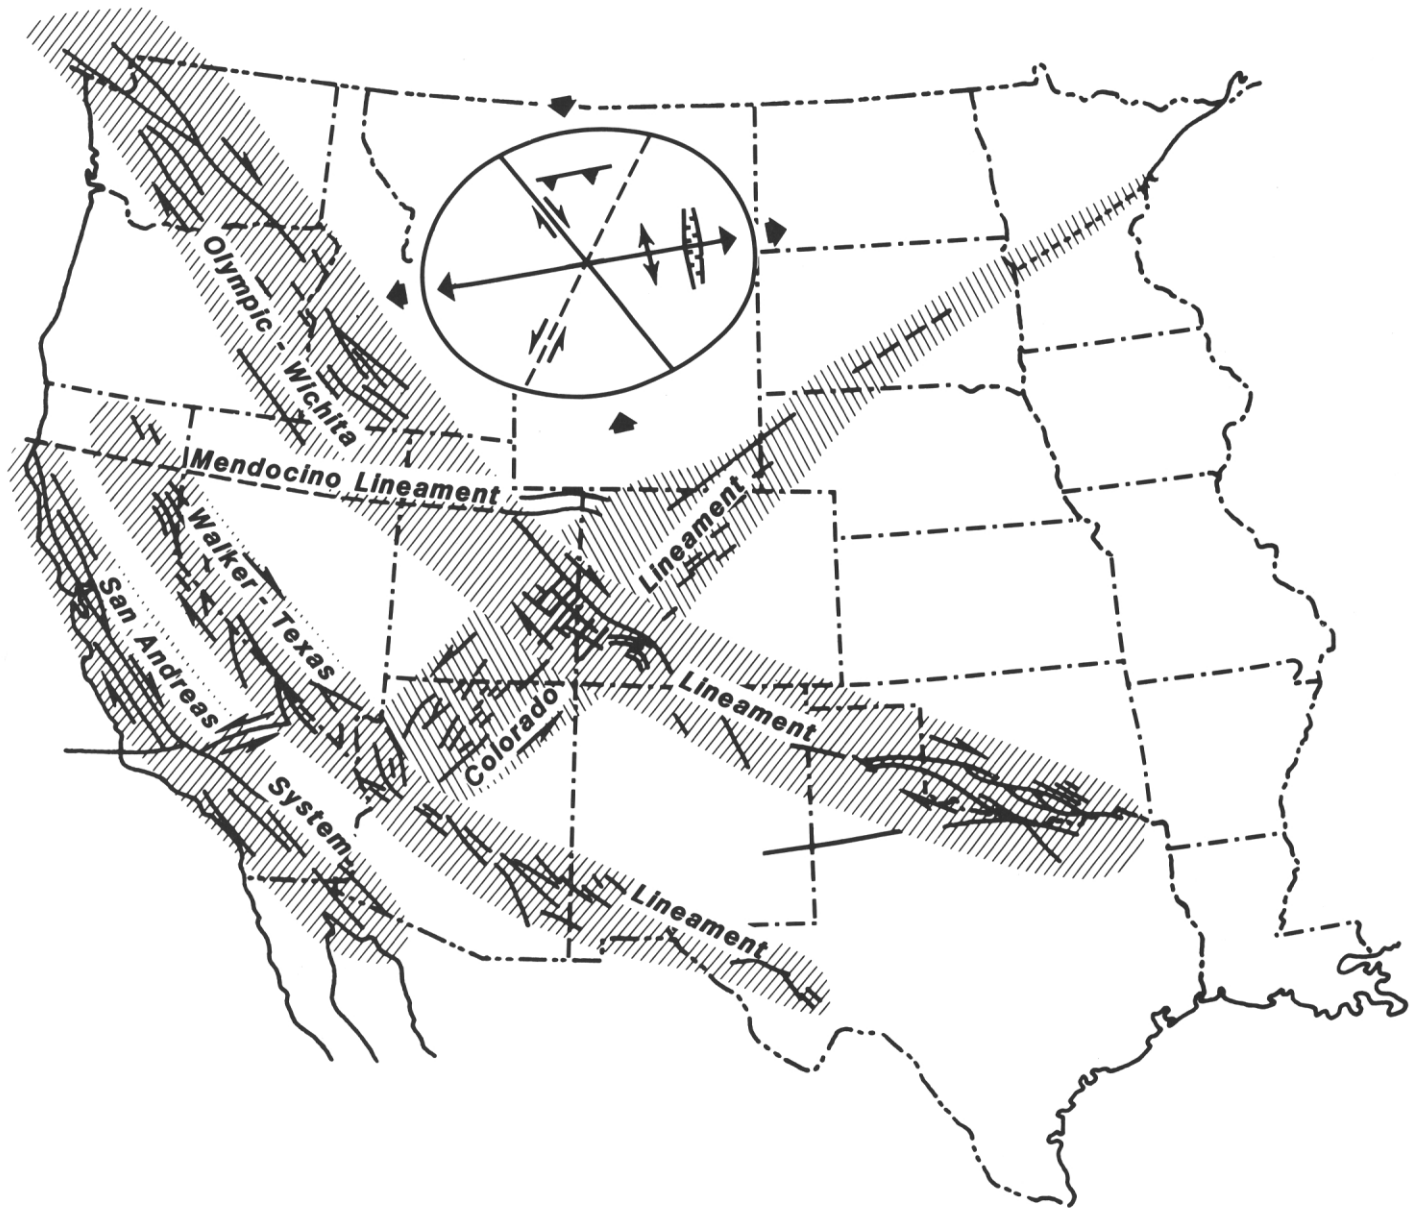 Olympic - Wichita
Mendocino Lineament
Walker - Texas
Lineament
San Andreas
Lineament
Colorado
System
Lineament